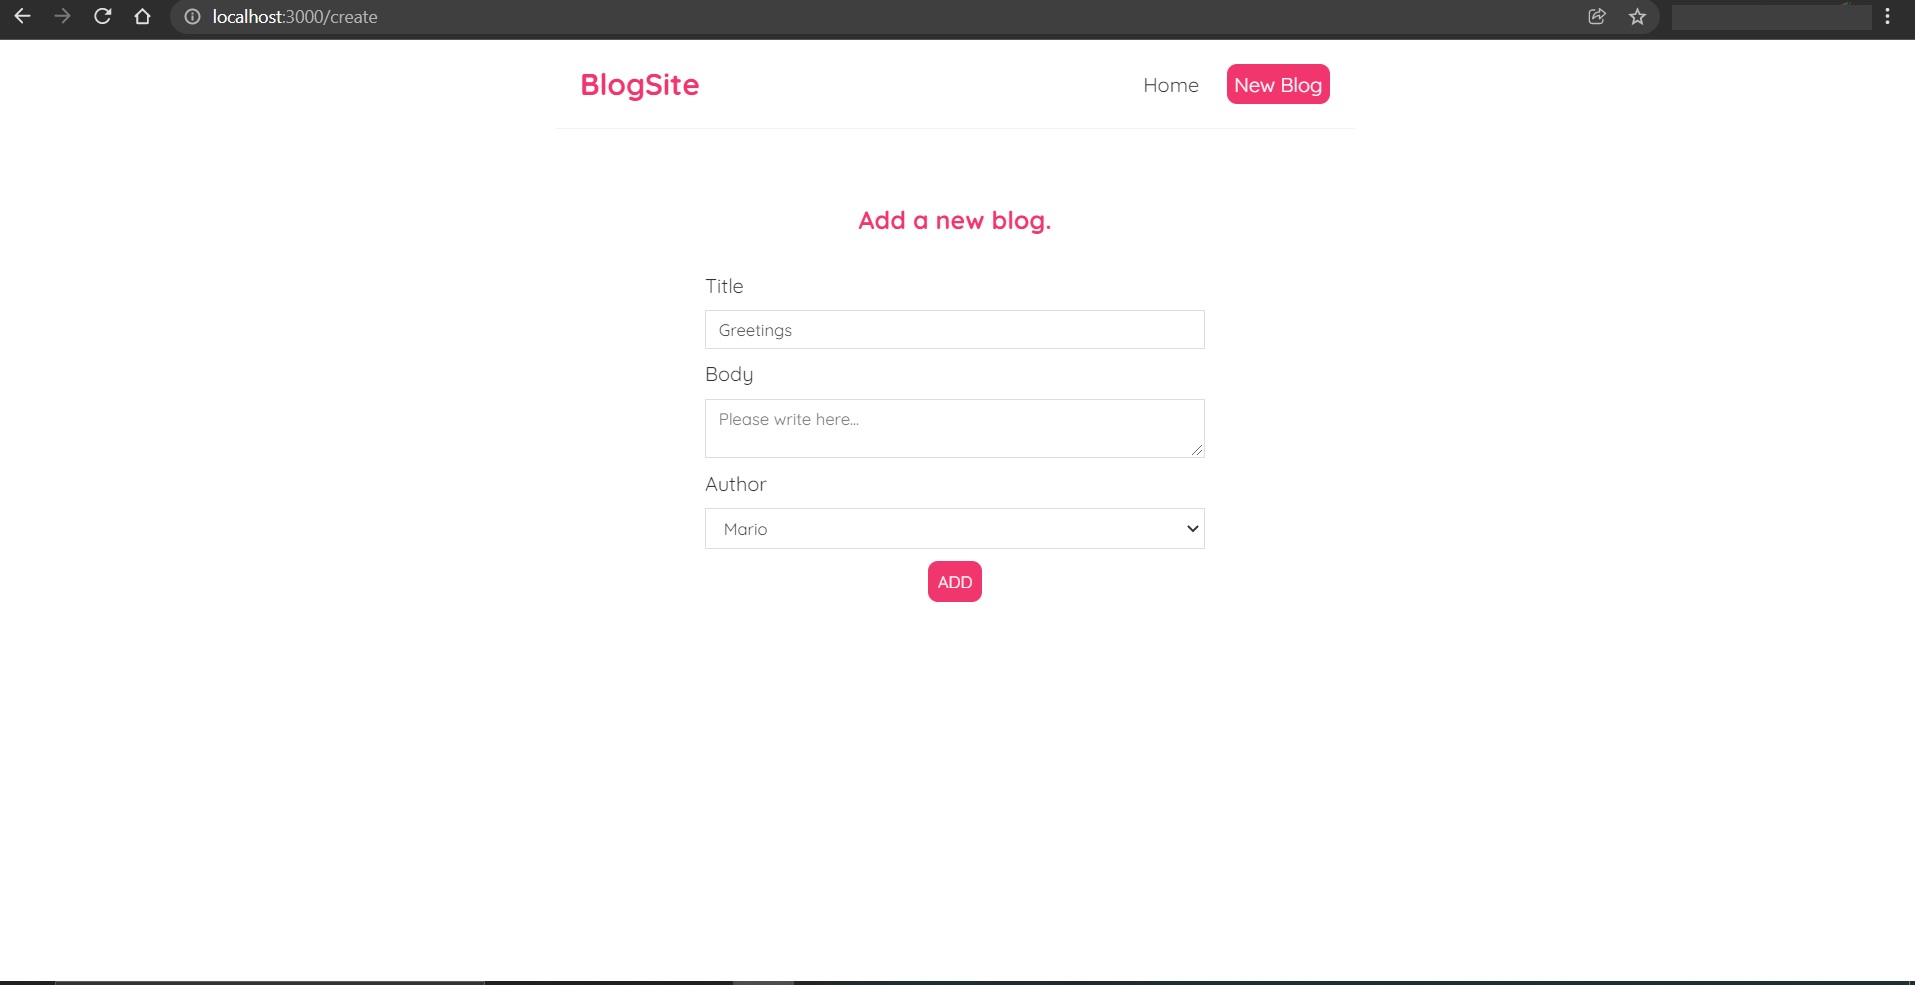 localhost:3000/create
BlogSite Home New Blog
Add a new blog.
Title
Greetings
Body
Please write here...
Author
Mario
ADD